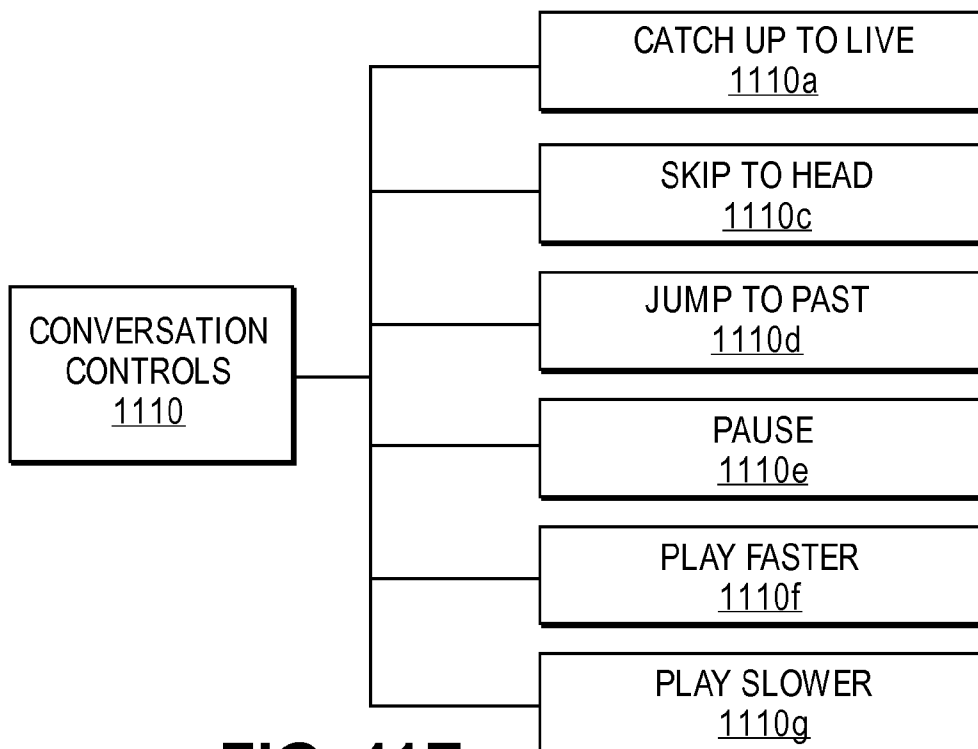 CATCH UP TO LIVE
1110a
SKIP TO HEAD
1110c
JUMP TO PAST
1110d
CONVERSATION
CONTROLS
1110
PAUSE
1110e
PLAY FASTER
1110f
PLAY SLOWER
1110g
FIG.